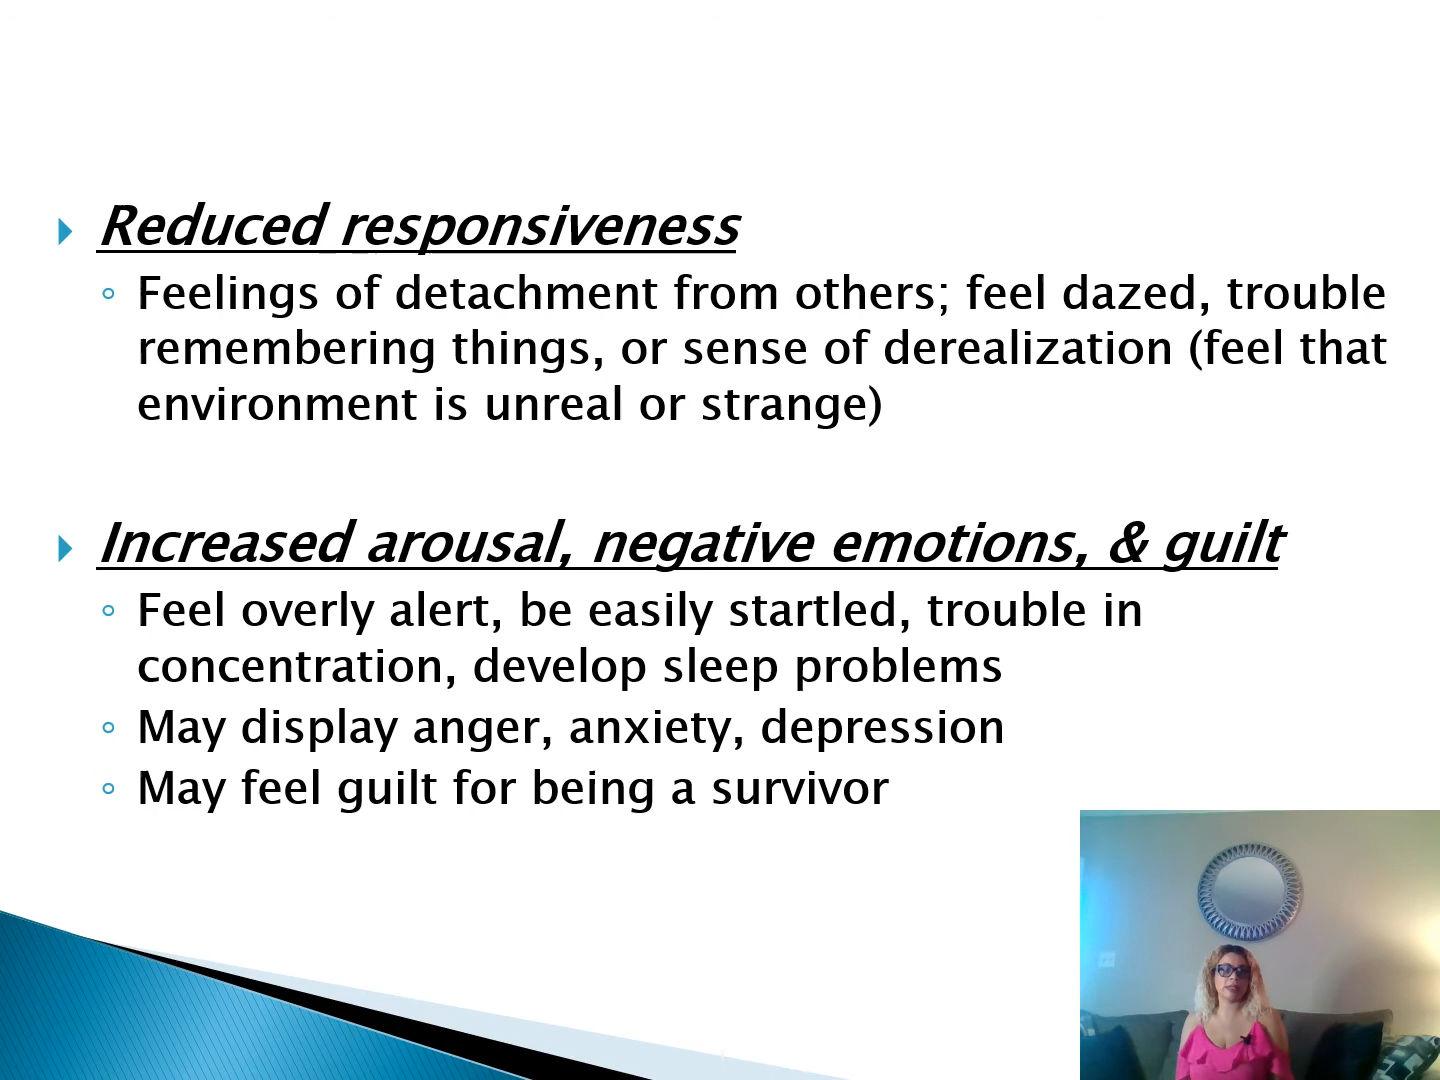 Reduced responsiveness
Feelings of detachment from others; feel dazed, trouble
remembering things, or sense of derealization (feel that
environment is unreal or strange)
Increased arousal, negative emotions, & guilt
Feel overly alert, be easily startled, trouble in
concentration, develop sleep problems
May display anger, anxiety, depression
May feel guilt for being a survivor